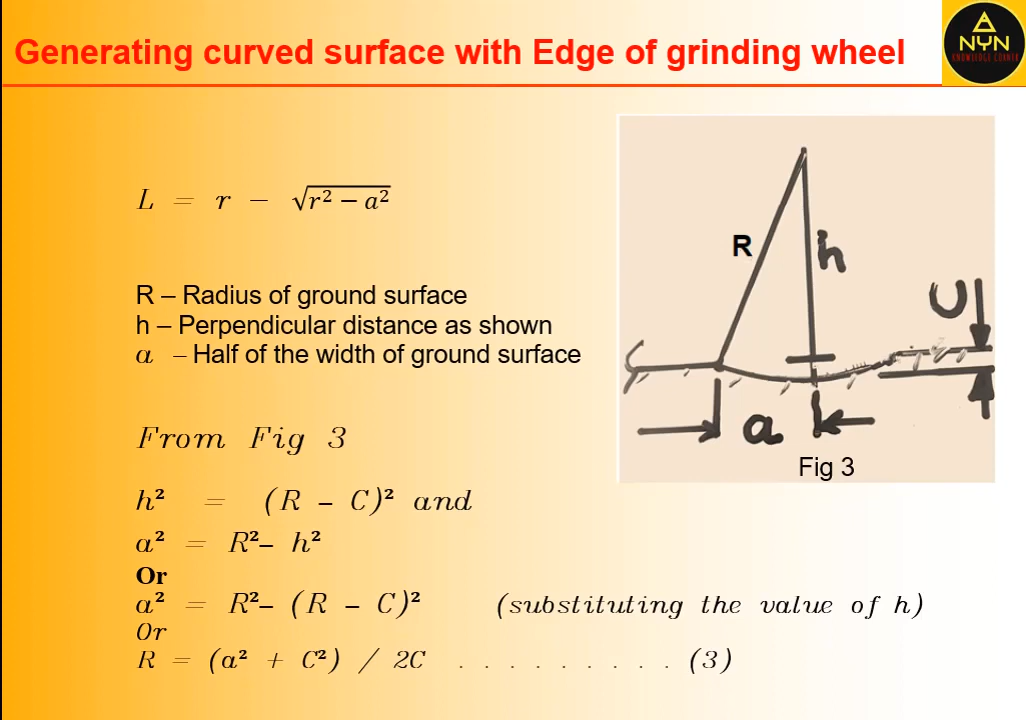 Generating curved surface with Edge of grinding wheel
NYN
KNOWLEDGE CORNER
L = r − √r² − a²
R – Radius of ground surface
h – Perpendicular distance as shown
a – Half of the width of ground surface
From Fig 3
h² = (R – C)² and
a² = R²– h²
Or
a² = R²– (R – C)² (substituting the value of h)
Or
R = (a² + C²) / 2C . . . . . . . . . (3)
R
h
C
a
Fig 3